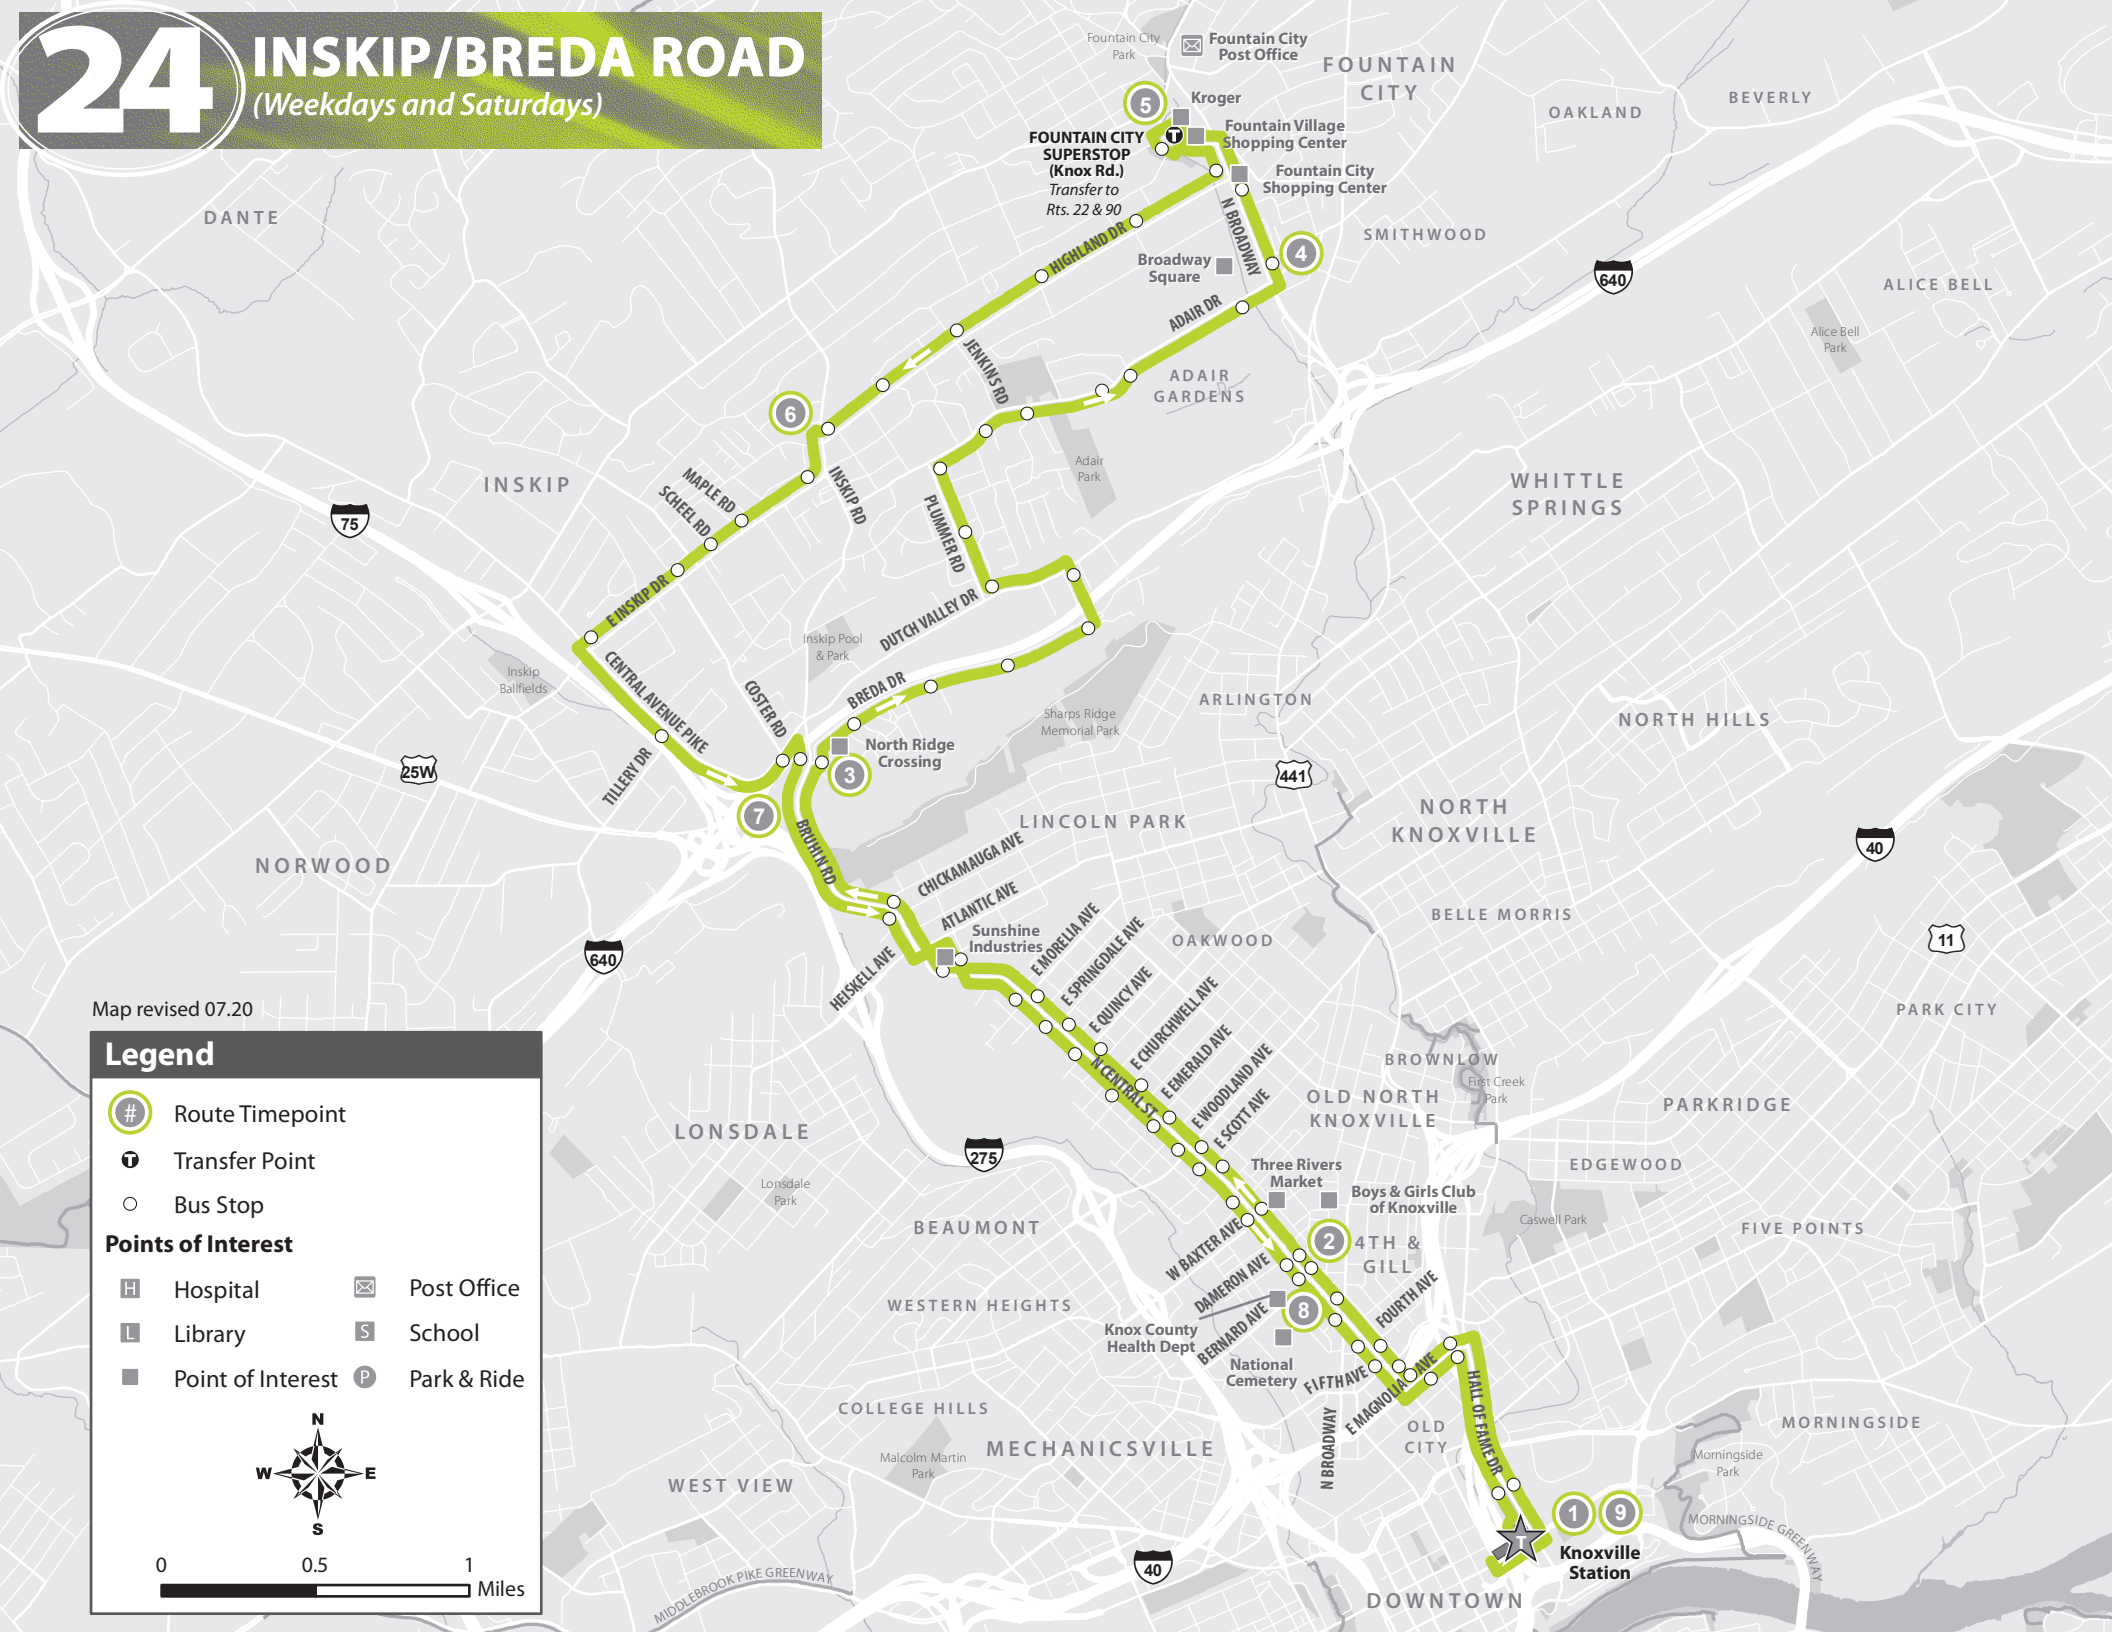 24
INSKIP/BREDA ROAD
(Weekdays and Saturdays)
Fountain City
Park
Fountain City
Post Office
FOUNTAIN
CITY
OAKLAND
BEVERLY
5
Kroger
FOUNTAIN CITY
SUPERSTOP
(Knox Rd.)
Transfer to
Rts. 22 & 90
T
Fountain Village
Shopping Center
Fountain City
Shopping Center
DANTE
N BROADWAY
SMITHWOOD
4
HIGHLAND DR
Broadway
Square
640
ALICE BELL
ADAIR DR
Alice Bell
Park
JENKINS RD
ADAIR
GARDENS
6
Adair
Park
INSKIP
MAPLE RD
SCHEEL RD
INSKIP RD
PLUMMER RD
WHITTLE
SPRINGS
75
E INSKIP DR
DUTCH VALLEY DR
Inskip Pool
& Park
Inskip
Ballfields
CENTRAL AVENUE PIKE
COSTER RD
BREDA DR
ARLINGTON
Sharps Ridge
Memorial Park
NORTH HILLS
North Ridge
Crossing
3
25W
TILLERY DR
441
7
NORTH
KNOXVILLE
LINCOLN PARK
BRUHIN RD
40
NORWOOD
CHICKAMAUGA AVE
ATLANTIC AVE
BELLE MORRIS
Sunshine
Industries
E MORELIA AVE
E SPRINGDALE AVE
OAKWOOD
11
640
HEISKELL AVE
E QUINCY AVE
E CHURCHWELL AVE
PARK CITY
Map revised 07.20
Legend
#
Route Timepoint
T
Transfer Point
Bus Stop
Points of Interest
H
Hospital
Post Office
L
Library
S
School
Point of Interest
P
Park & Ride
N
W
E
S
0
0.5
1
Miles
E EMERALD AVE
E WOODLAND AVE
E SCOTT AVE
N CENTRAL ST
BROWNLOW
First Creek
Park
OLD NORTH
KNOXVILLE
PARKRIDGE
LONSDALE
275
EDGEWOOD
Three Rivers
Market
Boys & Girls Club
of Knoxville
Lonsdale
Park
Caswell Park
BEAUMONT
FIVE POINTS
W BAXTER AVE
2
4TH &
GILL
DAMERON AVE
FOURTH AVE
WESTERN HEIGHTS
8
BERNARD AVE
Knox County
Health Dept
National
Cemetery
FIFTH AVE
E MAGNOLIA AVE
AVE
HALL OF FAME DR
COLLEGE HILLS
N BROADWAY
OLD
CITY
MORNINGSIDE
MECHANICSVILLE
Malcolm Martin
Park
Morningside
Park
WEST VIEW
1
9
T
Knoxville
Station
MORNINGSIDE GREENWAY
40
MIDDLEBROOK PIKE GREENWAY
DOWNTOWN